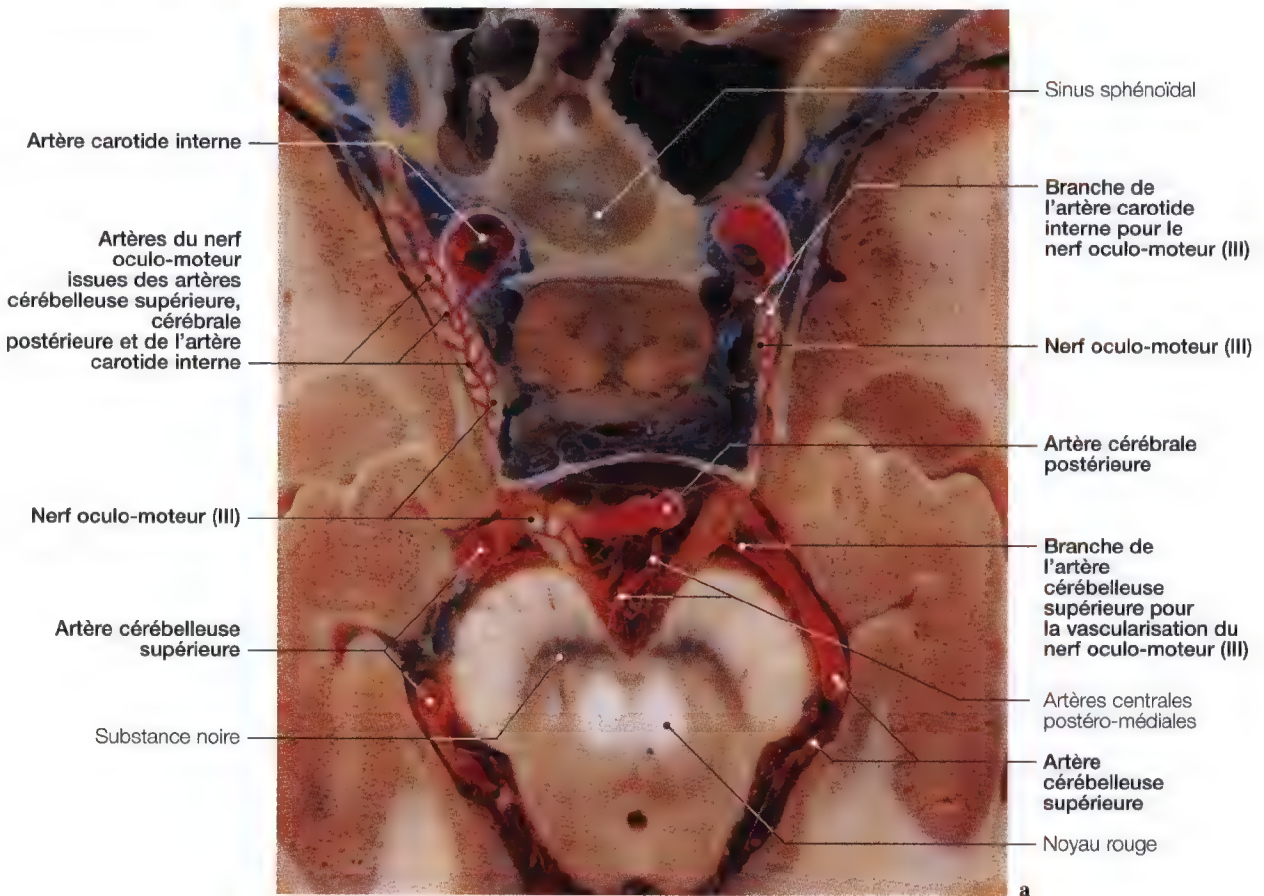 Artère carotide interne
Artères du nerf
oculo-moteur
issues des artères
cérébelleuse supérieure,
cérébrale
postérieure et de l'artère
carotide interne
Nerf oculo-moteur (III)
Artère cérébelleuse
supérieure
Substance noire
Sinus sphénoïdal
Branche de
l'artère carotide
interne pour le
nerf oculo-moteur (III)
Nerf oculo-moteur (III)
Artère cérébrale
postérieure
Branche de
l'artère
cérébelleuse
supérieure pour
la vascularisation du
nerf oculo-moteur (III)
Artères centrales
postéro-médiales
Artère
cérébelleuse
supérieure
Noyau rouge
a